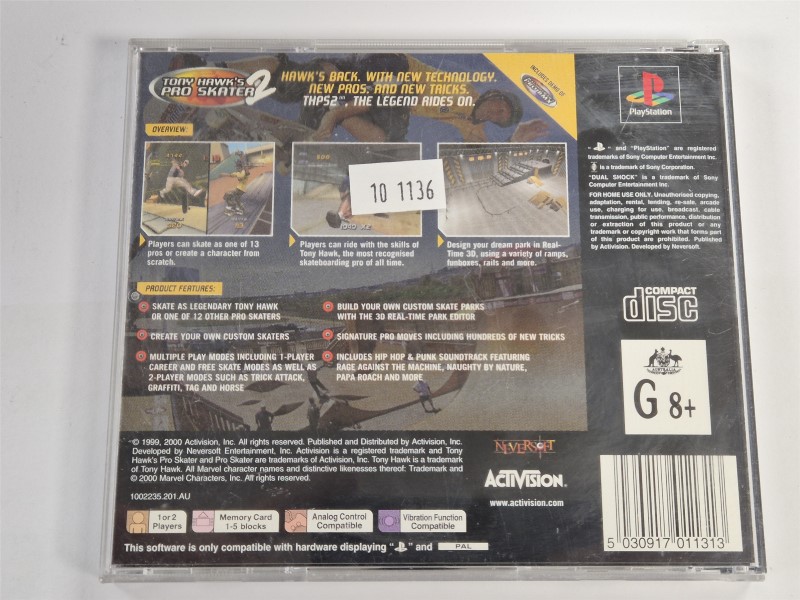 TONY HAWK'S
PRO SKATER 2
HAWK'S BACK. WITH NEW TECHNOLOGY.
NEW PROS. AND NEW TRICKS.
THPS2™, THE LEGEND RIDES ON.
INCLUDES DEMO OF
PlayStation
OVERVIEW:
10 1136
Players can skate as one of 13
pros or create a character from
scratch.
Players can ride with the skills of
Tony Hawk, the most recognised
skateboarding pro of all time.
Design your dream park in Real-
Time 3D, using a variety of ramps,
funboxes, rails and more.
PRODUCT FEATURES:
SKATE AS LEGENDARY TONY HAWK
OR ONE OF 12 OTHER PRO SKATERS
CREATE YOUR OWN CUSTOM SKATERS
MULTIPLE PLAY MODES INCLUDING 1-PLAYER
CAREER AND FREE SKATE MODES AS WELL AS
2-PLAYER MODES SUCH AS TRICK ATTACK,
GRAFFITI, TAG AND HORSE
BUILD YOUR OWN CUSTOM SKATE PARKS
WITH THE 3D REAL-TIME PARK EDITOR
SIGNATURE PRO MOVES INCLUDING HUNDREDS OF NEW TRICKS
INCLUDES HIP HOP & PUNK SOUNDTRACK FEATURING
RAGE AGAINST THE MACHINE, NAUGHTY BY NATURE,
PAPA ROACH AND MORE
" " and "PlayStation" are registered
trademarks of Sony Computer Entertainment Inc.
is a trademark of Sony Corporation.
"DUAL SHOCK" is a trademark of Sony
Computer Entertainment Inc.
FOR HOME USE ONLY. Unauthorised copying,
adaptation, rental, lending, re-sale, arcade
use, charging for use, broadcast, cable
transmission, public performance, distribution
or extraction of this product or any
trademark or copyright work that forms part
of this product are prohibited. Published
by Activision. Developed by Neversoft.
COMPACT
disc
AUSTRALIA
G 8+
© 1999, 2000 Activision, Inc. All rights reserved. Published and Distributed by Activision, Inc.
Developed by Neversoft Entertainment, Inc. Activision is a registered trademark and Tony
Hawk's Pro Skater and Pro Skate are trademarks of Activision, Inc. Tony Hawk is a trademark
of Tony Hawk. All Marvel character names and distinctive likenesses thereof: Trademark and
© 2000 Marvel Characters, Inc. All rights reserved.
1002235.201.AU
NEVERSOFT
ACTIVISION.
www.activision.com
1 or 2
Players
Memory Card
1-5 blocks
Analog Control
Compatible
Vibration Function
Compatible
This software is only compatible with hardware displaying " " and PAL
5 030917 011313